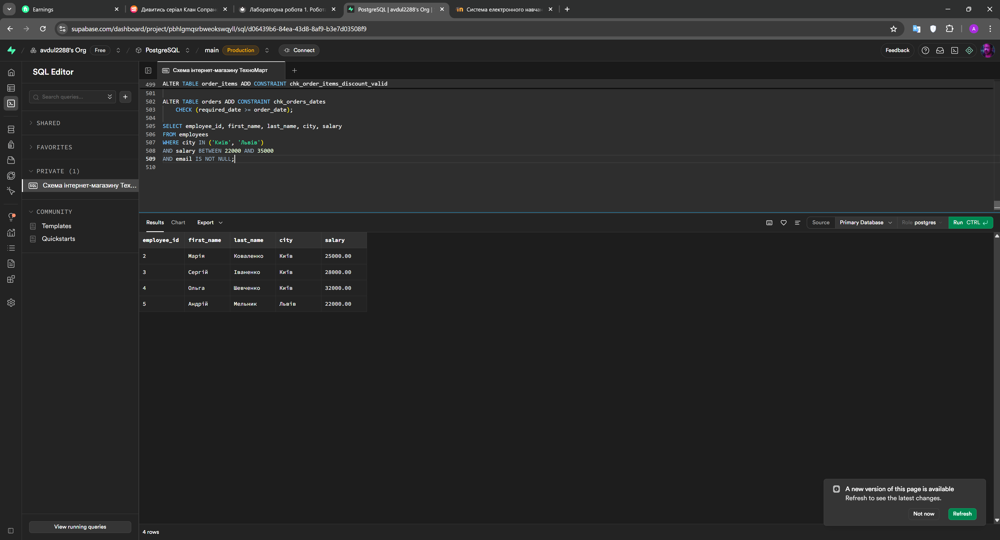 Earnings
Дивитись серіал Клан Сопран
Лабораторна робота 1. Робот
PostgreSQL | avdul2288's Org |
Система електронного навчан
supabase.com/dashboard/project/pbhlgmqsrbweokswqyll/sql/d06439b6-84ea-43d8-8af9-b3e7d03508f9
A
/ avdul2288's Org Free / PostgreSQL / main Production Connect
Feedback
SQL Editor
Search queries...
SHARED
FAVORITES
PRIVATE (1)
SQL Схема інтернет-магазину Тех...
COMMUNITY
Templates
Quickstarts
View running queries
SQL Схема інтернет-магазину ТехноМарт
499 ALTER TABLE order_items ADD CONSTRAINT chk_order_items_discount_valid
501
502 ALTER TABLE orders ADD CONSTRAINT chk_orders_dates
503 CHECK (required_date >= order_date);
504
505 SELECT employee_id, first_name, last_name, city, salary
506 FROM employees
507 WHERE city IN ('Київ', 'Львів')
508 AND salary BETWEEN 22000 AND 35000
509 AND email IS NOT NULL;
510
Results Chart Export
Source Primary Database Role postgres Run CTRL
employee_id first_name last_name city salary
2 Марія Коваленко Київ 25000.00
3 Сергій Іваненко Київ 28000.00
4 Ольга Шевченко Київ 32000.00
5 Андрій Мельник Львів 22000.00
A new version of this page is available
Refresh to see the latest changes.
Not now Refresh
4 rows